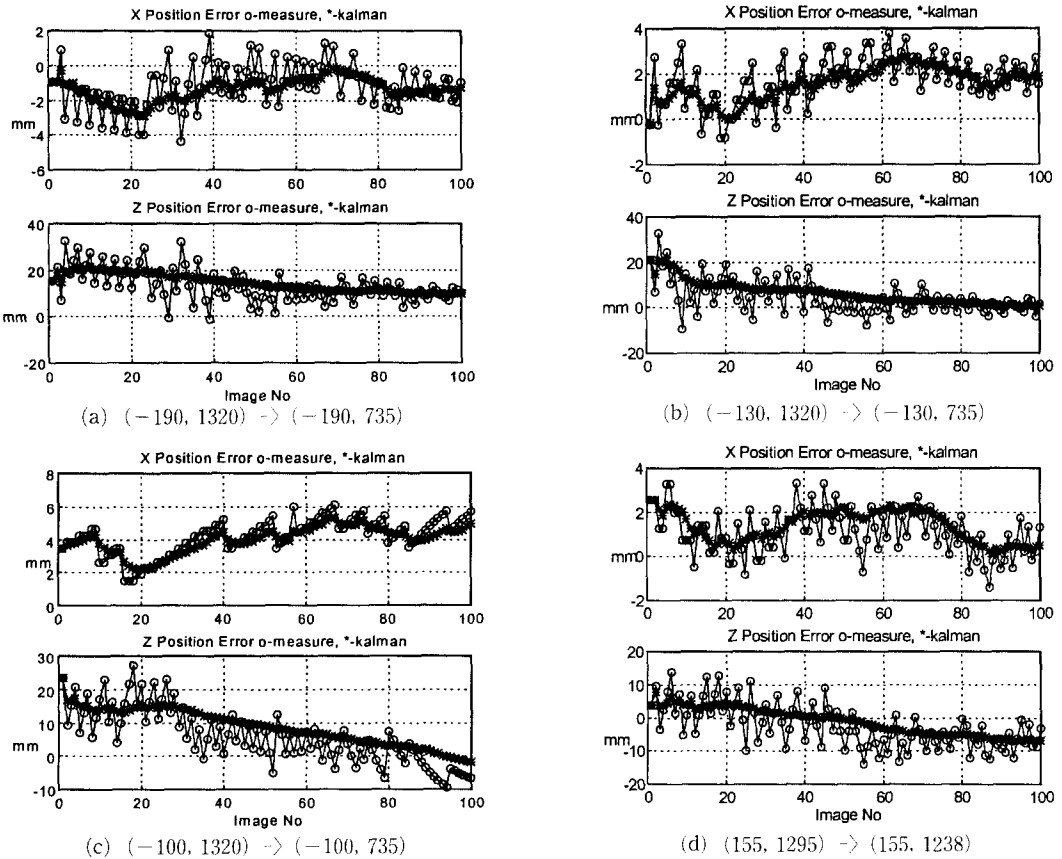 X Position Error o-measure, *-kalman
2
0
-2
mm
-4
-6
0 20 40 60 80 100
Z Position Error o-measure, *-kalman
40
20
mm 0
-20
0 20 40 60 80 100
Image No
(a) (-190, 1320) -> (-190, 735)
X Position Error o-measure, *-kalman
4
2
mm 0
-2
0 20 40 60 80 100
Z Position Error o-measure, *-kalman
40
20
mm 0
-20
0 20 40 60 80 100
Image No
(b) (-130, 1320) -> (-130, 735)
X Position Error o-measure, *-kalman
8
6
4
mm
2
0
0 20 40 60 80 100
Z Position Error o-measure, *-kalman
30
20
10
mm
0
-10
0 20 40 60 80 100
Image No
(c) (-100, 1320) -> (-100, 735)
X Position Error o-measure, *-kalman
4
2
mm 0
-2
0 20 40 60 80 100
Z Position Error o-measure, *-kalman
20
10
0
mm
-10
-20
0 20 40 60 80 100
Image No
(d) (155, 1295) -> (155, 1238)